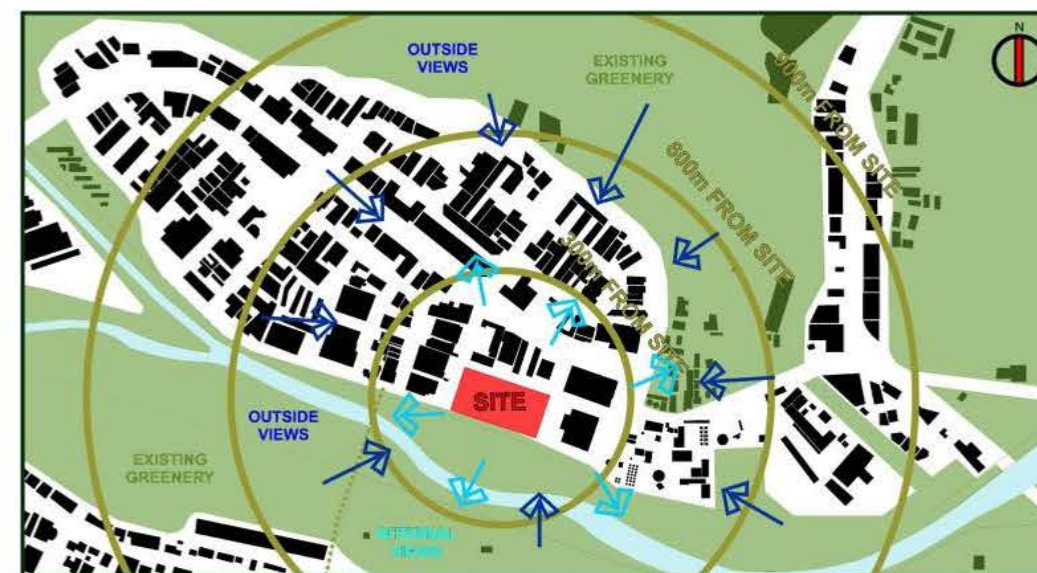 N
OUTSIDE
VIEWS
EXISTING
GREENERY
900m FROM SITE
600m FROM SITE
300m FROM SITE
SITE
OUTSIDE
VIEWS
EXISTING
GREENERY
INTERNAL
VIEWS